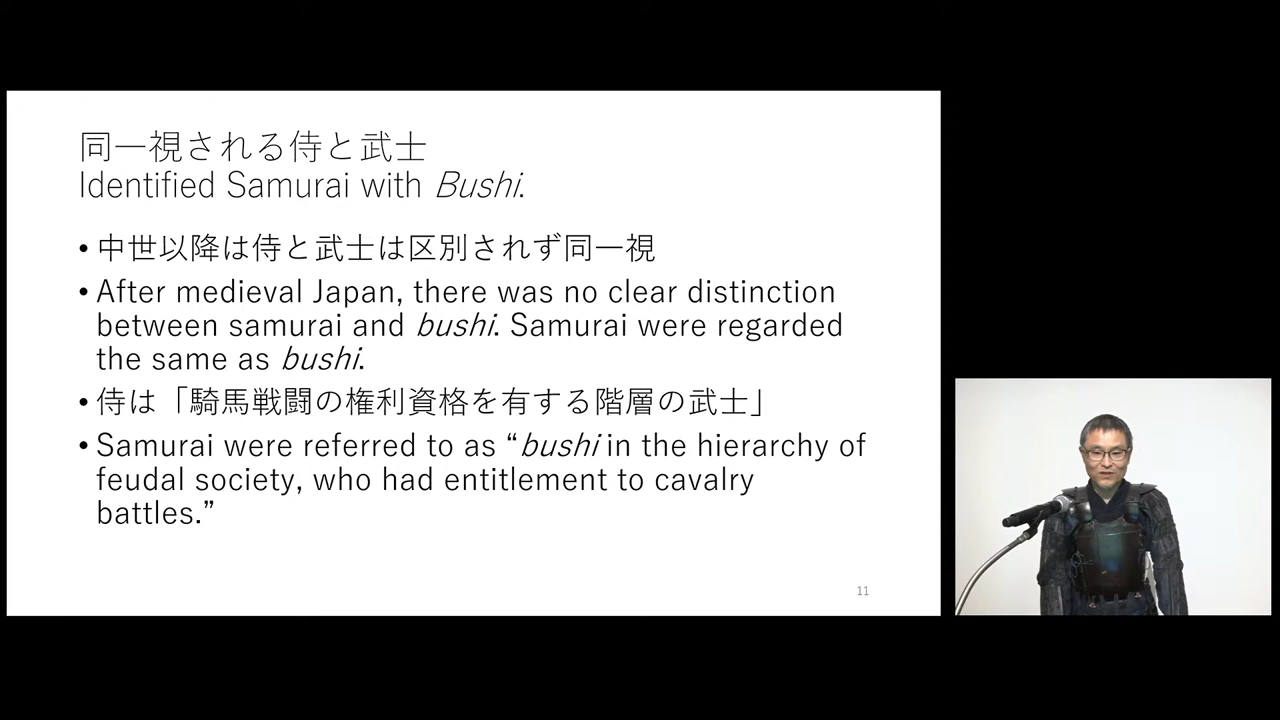 同一視される侍と武士
Identified Samurai with Bushi.
• 中世以降は侍と武士は区別されず同一視
• After medieval Japan, there was no clear distinction
between samurai and bushi. Samurai were regarded
the same as bushi.
• 侍は「騎馬戦闘の権利資格を有する階層の武士」
• Samurai were referred to as “bushi in the hierarchy of
feudal society, who had entitlement to cavalry
battles.”
11